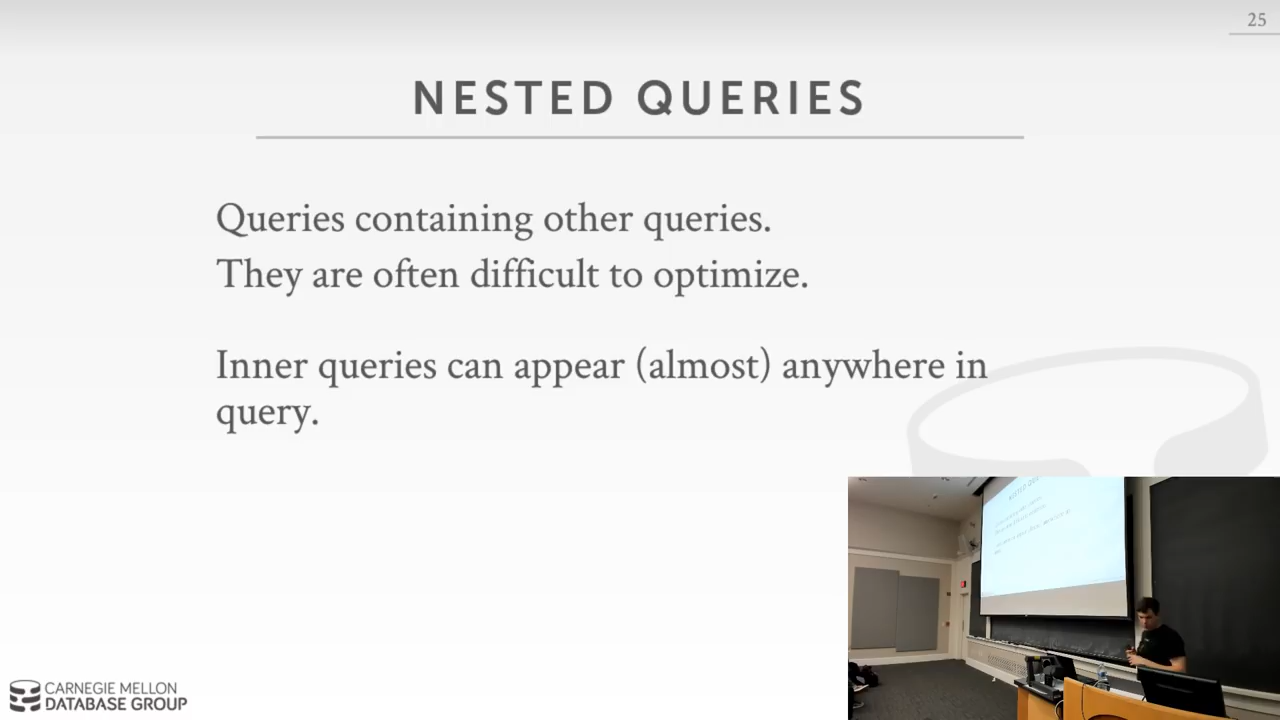 25
NESTED QUERIES
Queries containing other queries.
They are often difficult to optimize.
Inner queries can appear (almost) anywhere in
query.
CARNEGIE MELLON
DATABASE GROUP